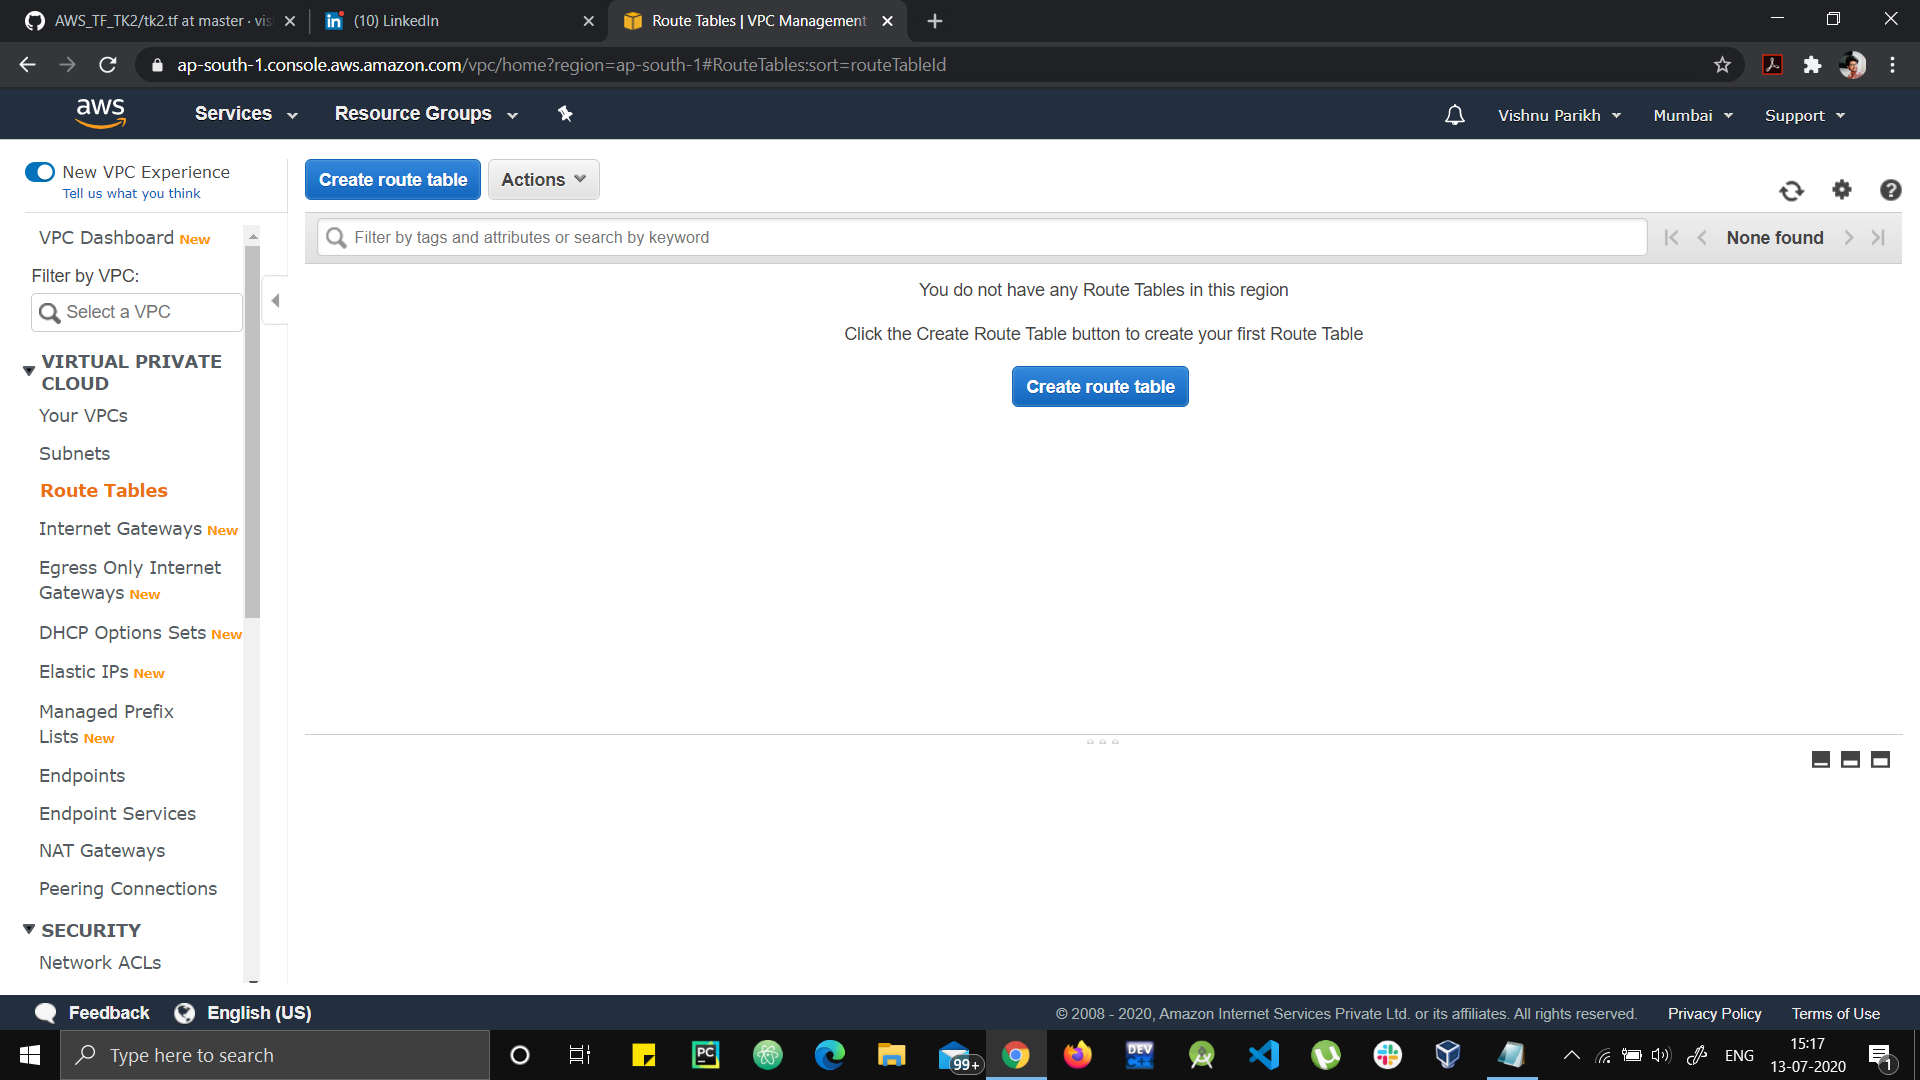 AWS_TF_TK2/tk2.tf at master · vis
(10) LinkedIn
Route Tables | VPC Management
ap-south-1.console.aws.amazon.com/vpc/home?region=ap-south-1#RouteTables:sort=routeTableId
aws
Services
Resource Groups
Vishnu Parikh
Mumbai
Support
New VPC Experience
Tell us what you think
Create route table
Actions
VPC Dashboard New
Filter by tags and attributes or search by keyword
None found
Filter by VPC:
Select a VPC
You do not have any Route Tables in this region
Click the Create Route Table button to create your first Route Table
Create route table
VIRTUAL PRIVATE
CLOUD
Your VPCs
Subnets
Route Tables
Internet Gateways New
Egress Only Internet
Gateways New
DHCP Options Sets New
Elastic IPs New
Managed Prefix
Lists New
Endpoints
Endpoint Services
NAT Gateways
Peering Connections
SECURITY
Network ACLs
Feedback
English (US)
© 2008 - 2020, Amazon Internet Services Private Ltd. or its affiliates. All rights reserved.
Privacy Policy
Terms of Use
Type here to search
PC
99+
DEV
C++
ENG
15:17
13-07-2020
1